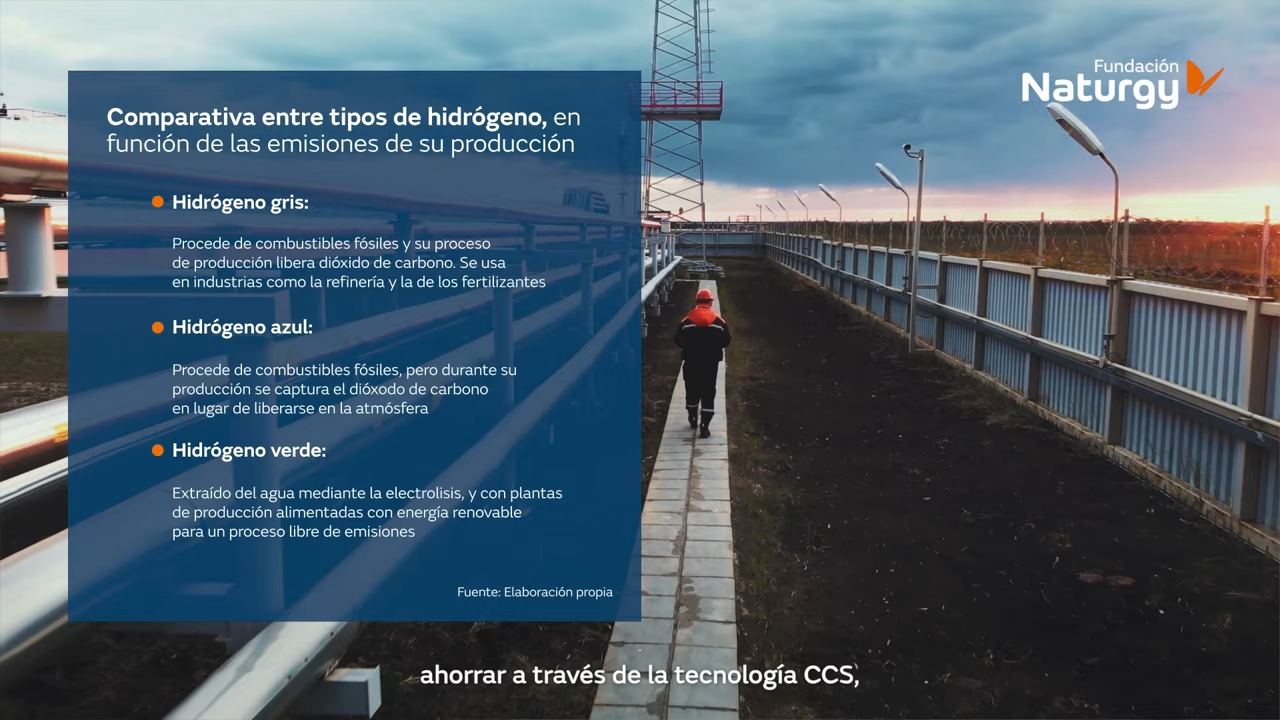 Fundación
Naturgy
Comparativa entre tipos de hidrógeno, en
función de las emisiones de su producción
Hidrógeno gris:
Procede de combustibles fósiles y su proceso
de producción libera dióxido de carbono. Se usa
en industrias como la refinería y la de los fertilizantes
Hidrógeno azul:
Procede de combustibles fósiles, pero durante su
producción se captura el dióxodo de carbono
en lugar de liberarse en la atmósfera
Hidrógeno verde:
Extraído del agua mediante la electrolisis, y con plantas
de producción alimentadas con energía renovable
para un proceso libre de emisiones
Fuente: Elaboración propia
ahorrar a través de la tecnología CCS,